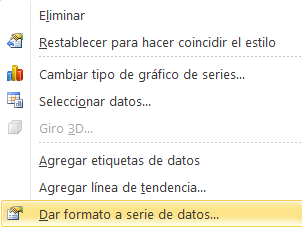 Eliminar
Restablecer para hacer coincidir el estilo
Cambiar tipo de gráfico de series...
Seleccionar datos...
Giro 3D...
Agregar etiquetas de datos
Agregar línea de tendencia...
Dar formato a serie de datos...